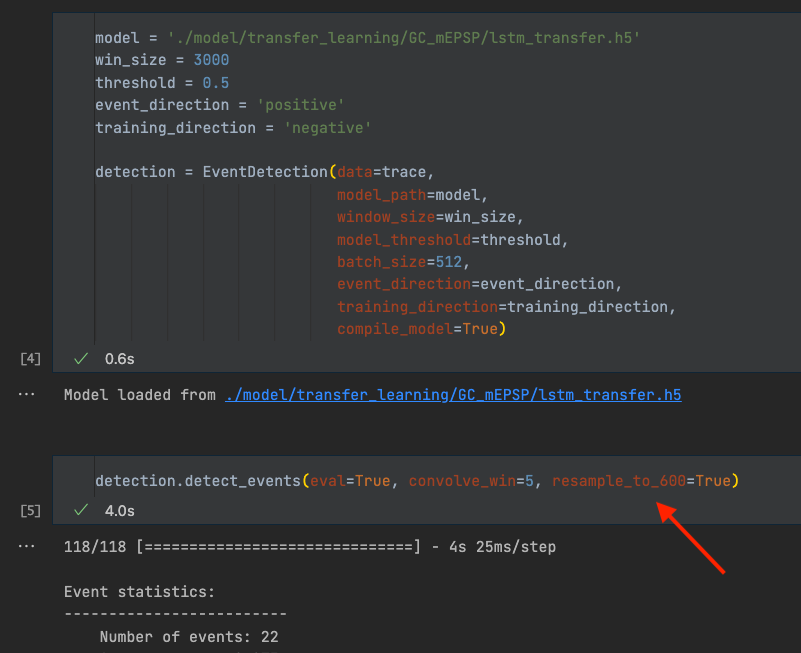 model = './model/transfer_learning/GC_mEPSP/lstm_transfer.h5'
win_size = 3000
threshold = 0.5
event_direction = 'positive'
training_direction = 'negative'
detection = EventDetection(data=trace,
model_path=model,
window_size=win_size,
model_threshold=threshold,
batch_size=512,
event_direction=event_direction,
training_direction=training_direction,
compile_model=True)
[4] ✓ 0.6s
··· Model loaded from ./model/transfer_learning/GC_mEPSP/lstm_transfer.h5
detection.detect_events(eval=True, convolve_win=5, resample_to_600=True)
[5] ✓ 4.0s
··· 118/118 [==============================] - 4s 25ms/step
Event statistics:
-------------------------
Number of events: 22